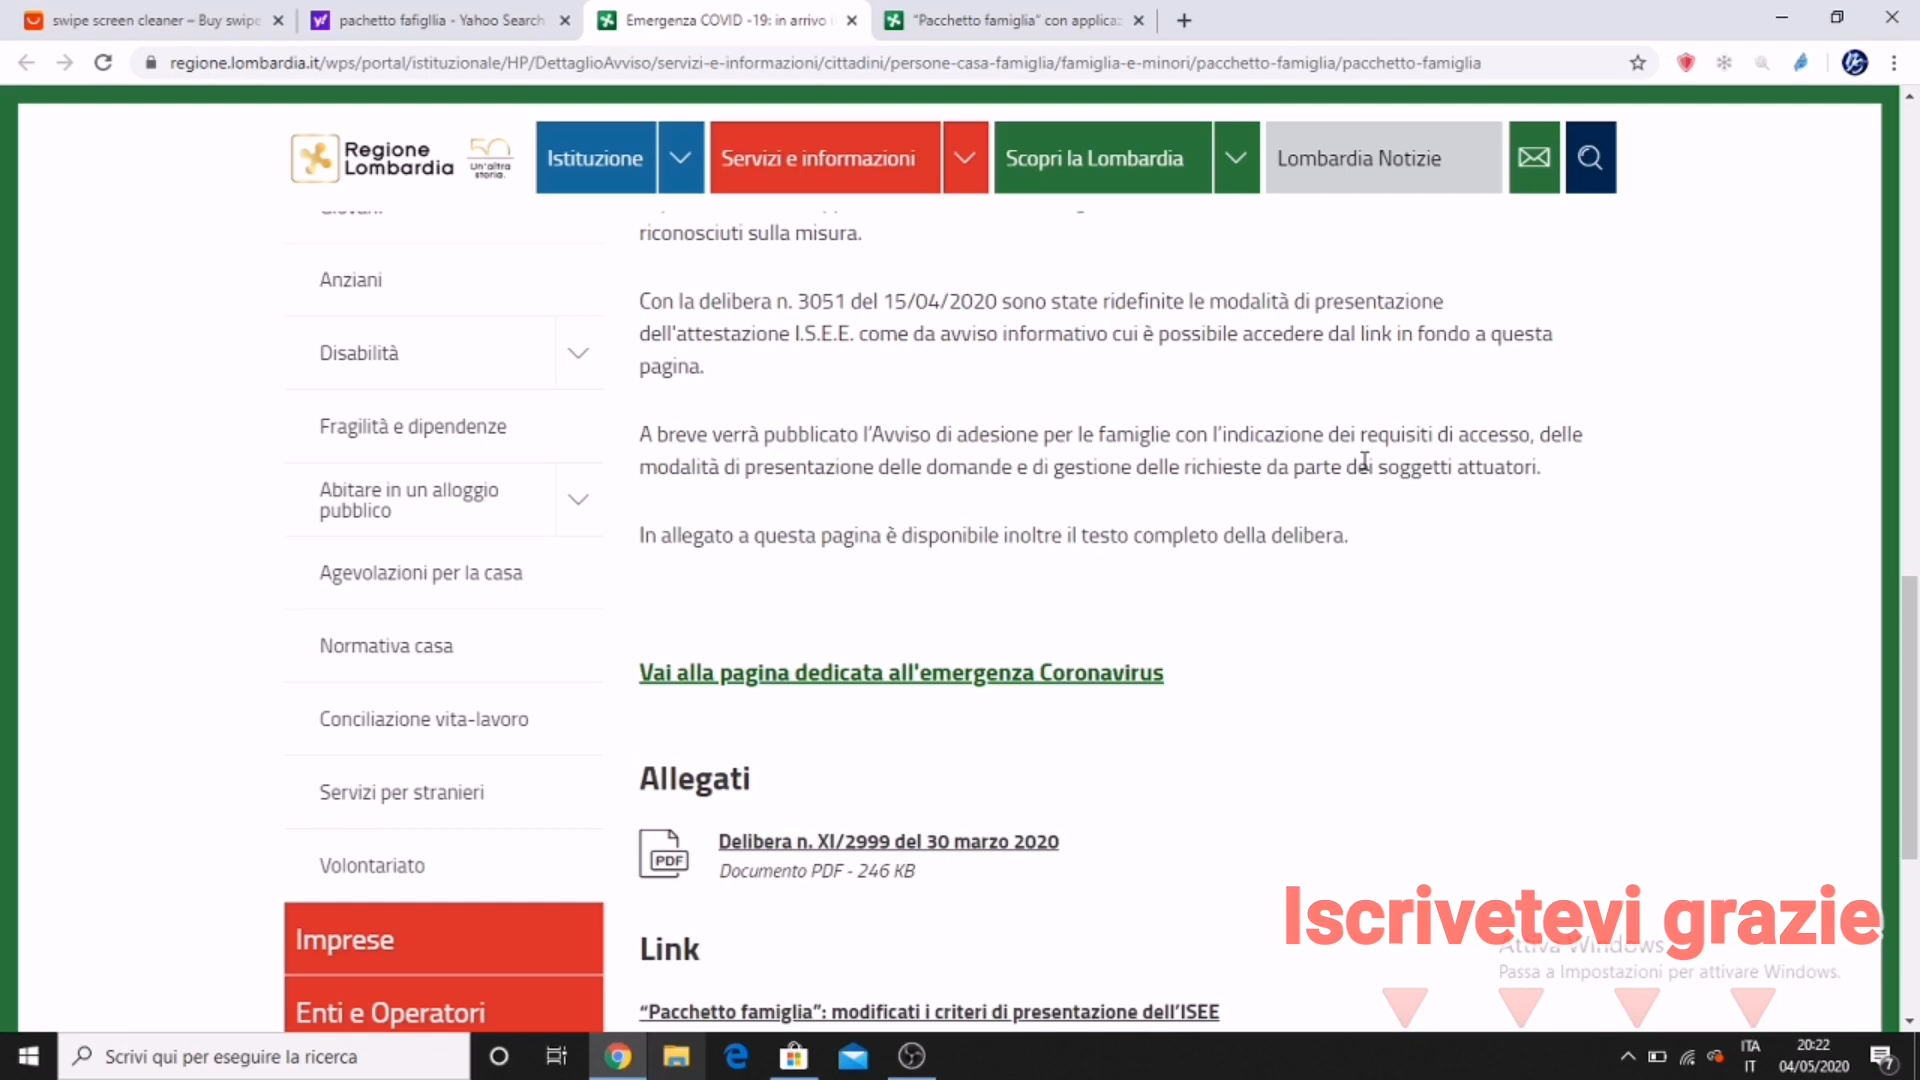 swipe screen cleaner – Buy swipe
pachetto fafigllia - Yahoo Search
Emergenza COVID -19: in arrivo i
"Pacchetto famiglia" con applicaz
regione.lombardia.it/wps/portal/istituzionale/HP/DettaglioAvviso/servizi-e-informazioni/cittadini/persone-casa-famiglia/famiglia-e-minori/pacchetto-famiglia/pacchetto-famiglia
Regione
Lombardia
50
Un'altra
storia.
Istituzione
Servizi e informazioni
Scopri la Lombardia
Lombardia Notizie
Giovani
Anziani
Disabilità
Fragilità e dipendenze
Abitare in un alloggio
pubblico
Agevolazioni per la casa
Normativa casa
Conciliazione vita-lavoro
Servizi per stranieri
Volontariato
Imprese
Enti e Operatori
riconosciuti sulla misura.
Con la delibera n. 3051 del 15/04/2020 sono state ridefinite le modalità di presentazione
dell'attestazione I.S.E.E. come da avviso informativo cui è possibile accedere dal link in fondo a questa
pagina.
A breve verrà pubblicato l'Avviso di adesione per le famiglie con l'indicazione dei requisiti di accesso, delle
modalità di presentazione delle domande e di gestione delle richieste da parte dei soggetti attuatori.
In allegato a questa pagina è disponibile inoltre il testo completo della delibera.
Vai alla pagina dedicata all'emergenza Coronavirus
Allegati
PDF
Delibera n. XI/2999 del 30 marzo 2020
Documento PDF - 246 KB
Link
“Pacchetto famiglia”: modificati i criteri di presentazione dell'ISEE
Iscrivetevi grazie
Attiva Windows
Passa a Impostazioni per attivare Windows.
Scrivi qui per eseguire la ricerca
ITA
IT
20:22
04/05/2020
7